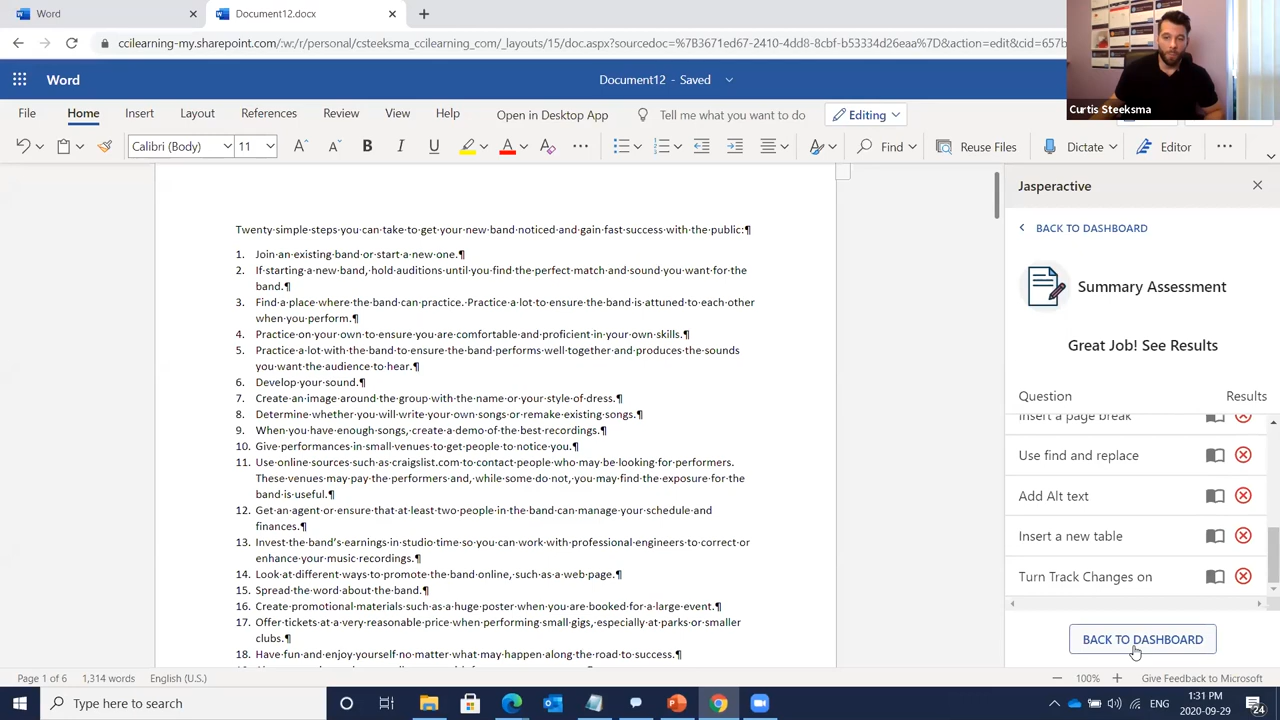 Word
Document12.docx
ccilearning-my.sharepoint.com/:w:/r/personal/csteeksma_ccilearning_com/_layouts/15/doc.aspx?sourcedoc=%7B3671ed67-2410-4dd8-8cbf-b53334d26eaa%7D&action=edit&cid=657b
Curtis Steeksma
Word
Document12 - Saved
File
Home
Insert
Layout
References
Review
View
Help
Open in Desktop App
Tell me what you want to do
Editing
Calibri (Body)
11
Find
Reuse Files
Dictate
Editor
Twenty·simple·steps·you·can·take·to·get·your·new·band·noticed·and·gain·fast·success·with·the·public:¶
1. Join·an·existing·band·or·start·a·new·one.¶
2. If·starting·a·new·band,·hold·auditions·until·you·find·the·perfect·match·and·sound·you·want·for·the
band.¶
3. Find·a·place·where·the·band·can·practice.·Practice·a·lot·to·ensure·the·band·is·attuned·to·each·other
when·you·perform.¶
4. Practice·on·your·own·to·ensure·you·are·comfortable·and·proficient·in·your·own·skills.¶
5. Practice·a·lot·with·the·band·to·ensure·the·band·performs·well·together·and·produces·the·sounds
you·want·the·audience·to·hear.¶
6. Develop·your·sound.¶
7. Create·an·image·around·the·group·with·the·name·or·your·style·of·dress.¶
8. Determine·whether·you·will·write·your·own·songs·or·remake·existing·songs.¶
9. When·you·have·enough·songs,·create·a·demo·of·the·best·recordings.¶
10. Give·performances·in·small·venues·to·get·people·to·notice·you.¶
11. Use·online·sources·such·as·craigslist.com·to·contact·people·who·may·be·looking·for·performers.
These·venues·may·pay·the·performers·and,·while·some·do·not,·you·may·find·the·exposure·for·the
band·is·useful.¶
12. Get·an·agent·or·ensure·that·at·least·two·people·in·the·band·can·manage·your·schedule·and
finances.¶
13. Invest·the·band's·earnings·in·studio·time·so·you·can·work·with·professional·engineers·to·correct·or
enhance·your·music·recordings.¶
14. Look·at·different·ways·to·promote·the·band·online,·such·as·a·web·page.¶
15. Spread·the·word·about·the·band.¶
16. Create·promotional·materials·such·as·a·huge·poster·when·you·are·booked·for·a·large·event.¶
17. Offer·tickets·at·a·very·reasonable·price·when·performing·small·gigs,·especially·at·parks·or·smaller
clubs.¶
18. Have·fun·and·enjoy·yourself·no·matter·what·may·happen·along·the·road·to·success.¶
Jasperactive
BACK TO DASHBOARD
Summary Assessment
Great Job! See Results
Question Results
Insert a page break
Use find and replace
Add Alt text
Insert a new table
Turn Track Changes on
BACK TO DASHBOARD
Page 1 of 6
1,314 words
English (U.S.)
100%
Give Feedback to Microsoft
Type here to search
ENG
1:31 PM
2020-09-29
24